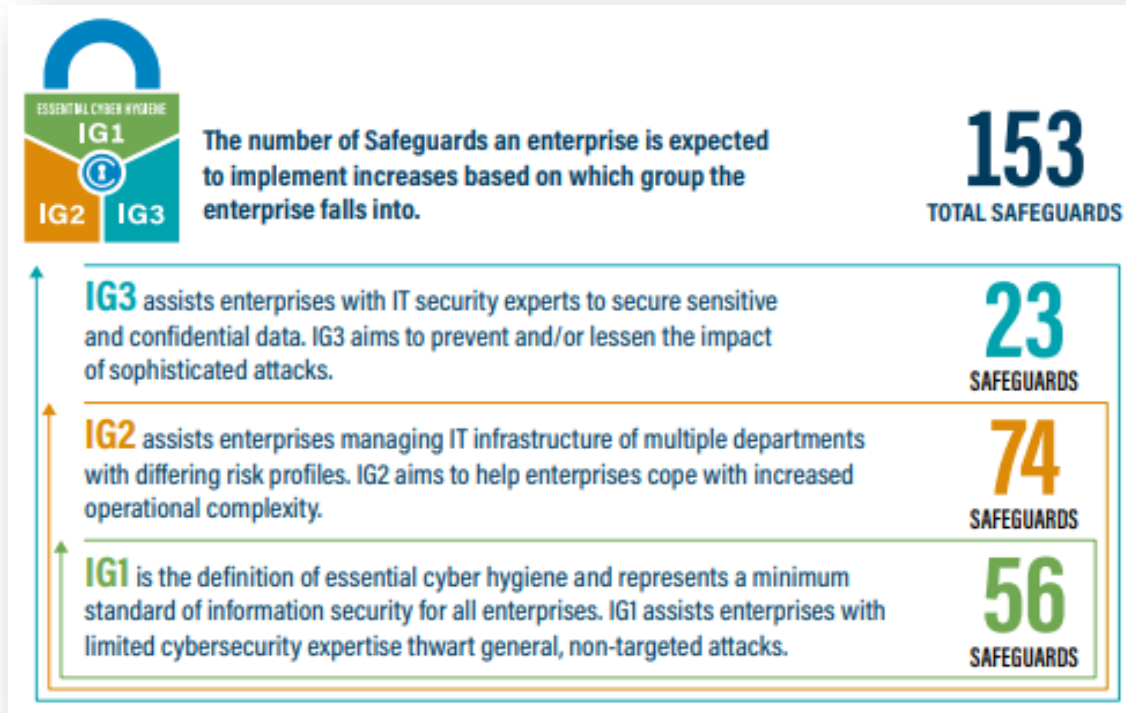 ESSENTIAL CYBER HYGIENE
IG1
IG2 IG3
The number of Safeguards an enterprise is expected
to implement increases based on which group the
enterprise falls into.
153
TOTAL SAFEGUARDS
IG3 assists enterprises with IT security experts to secure sensitive
and confidential data. IG3 aims to prevent and/or lessen the impact
of sophisticated attacks.
23
SAFEGUARDS
IG2 assists enterprises managing IT infrastructure of multiple departments
with differing risk profiles. IG2 aims to help enterprises cope with increased
operational complexity.
74
SAFEGUARDS
IG1 is the definition of essential cyber hygiene and represents a minimum
standard of information security for all enterprises. IG1 assists enterprises with
limited cybersecurity expertise thwart general, non-targeted attacks.
56
SAFEGUARDS